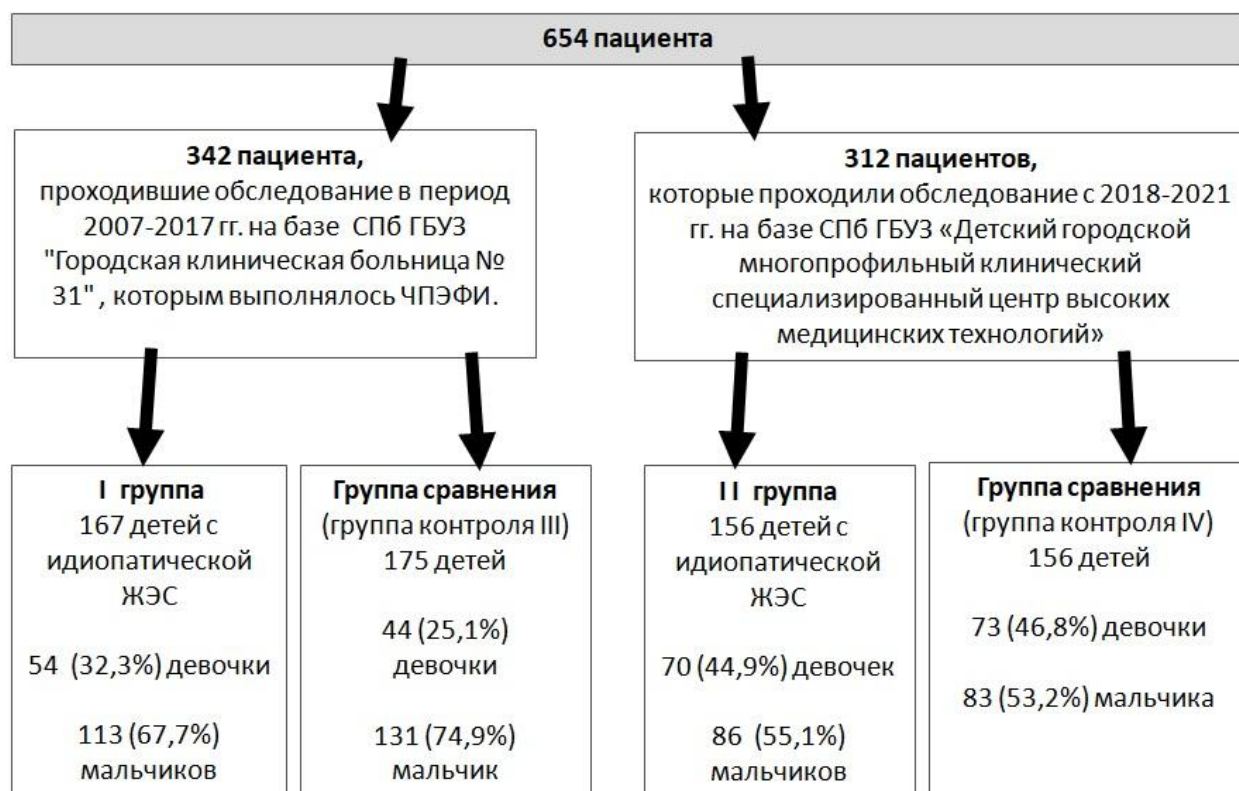 654 пациента
342 пациента,
проходившие обследование в период
2007-2017 гг. на базе СПб ГБУЗ
"Городская клиническая больница №
31" , которым выполнялось ЧПЭФИ.
312 пациентов,
которые проходили обследование с 2018-2021
гг. на базе СПб ГБУЗ «Детский городской
многопрофильный клинический
специализированный центр высоких
медицинских технологий»
I группа
167 детей с
идиопатической
ЖЭС
54 (32,3%) девочки
113 (67,7%)
мальчиков
Группа сравнения
(группа контроля III)
175 детей
44 (25,1%)
девочки
131 (74,9%)
мальчик
I I группа
156 детей с
идиопатической
ЖЭС
70 (44,9%) девочек
86 (55,1%)
мальчиков
Группа сравнения
(группа контроля IV)
156 детей
73 (46,8%) девочки
83 (53,2%) мальчика